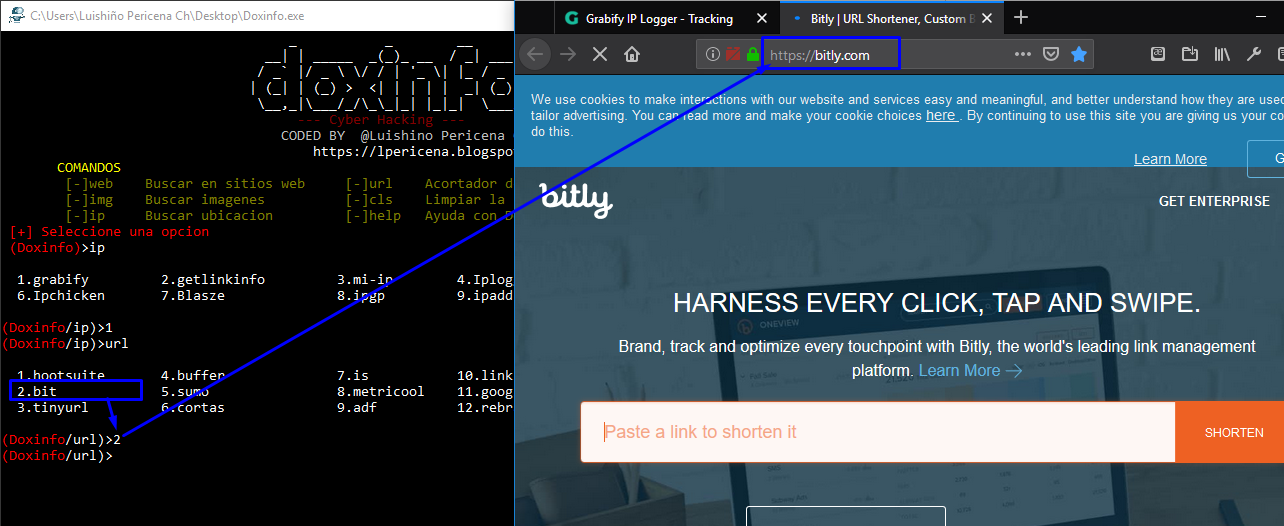 C:\Users\Luishiño Pericena Ch\Desktop\Doxinfo.exe
doxinfo
--- Cyber Hacking ---
CODED BY @Luishino Pericena
https://lpericena.blogspo
COMANDOS
[-]web Buscar en sitios web [-]url Acortador d
[-]img Buscar imagenes [-]cls Limpiar la
[-]ip Buscar ubicacion [-]help Ayuda con D
[+] Seleccione una opcion
(Doxinfo)>ip
1.grabify 2.getlinkinfo 3.mi-ip 4.Iplog
6.Ipchicken 7.Blasze 8.ipgp 9.ipadd
(Doxinfo/ip)>1
(Doxinfo/ip)>url
1.hootsuite 4.buffer 7.is 10.link
2.bit 5.sumo 8.metricool 11.goog
3.tinyurl 6.cortas 9.adf 12.rebr
(Doxinfo/url)>2
(Doxinfo/url)>
Grabify IP Logger - Tracking
Bitly | URL Shortener, Custom B
https://bitly.com
We use cookies to make interactions with our website and services easy and meaningful, and better understand how they are used
tailor advertising. You can read more and make your cookie choices here . By continuing to use this site you are giving us your co
do this.
Learn More
G
bitly
GET ENTERPRISE
HARNESS EVERY CLICK, TAP AND SWIPE.
Brand, track and optimize every touchpoint with Bitly, the world's leading link management
platform. Learn More
ONEVIEW
Paste a link to shorten it
SHORTEN